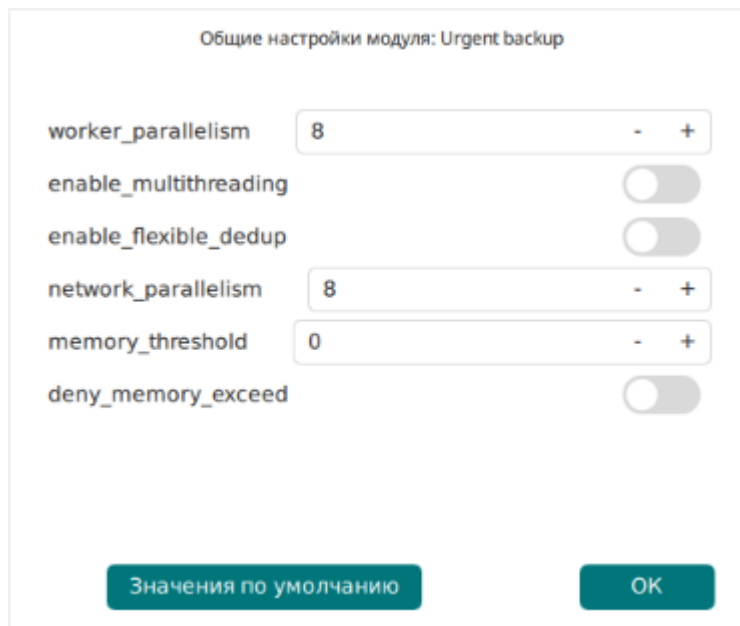 Общие настройки модуля: Urgent backup
worker_parallelism 8 - +
enable_multithreading
enable_flexible_dedup
network_parallelism 8 - +
memory_threshold 0 - +
deny_memory_exceed
Значения по умолчанию OK